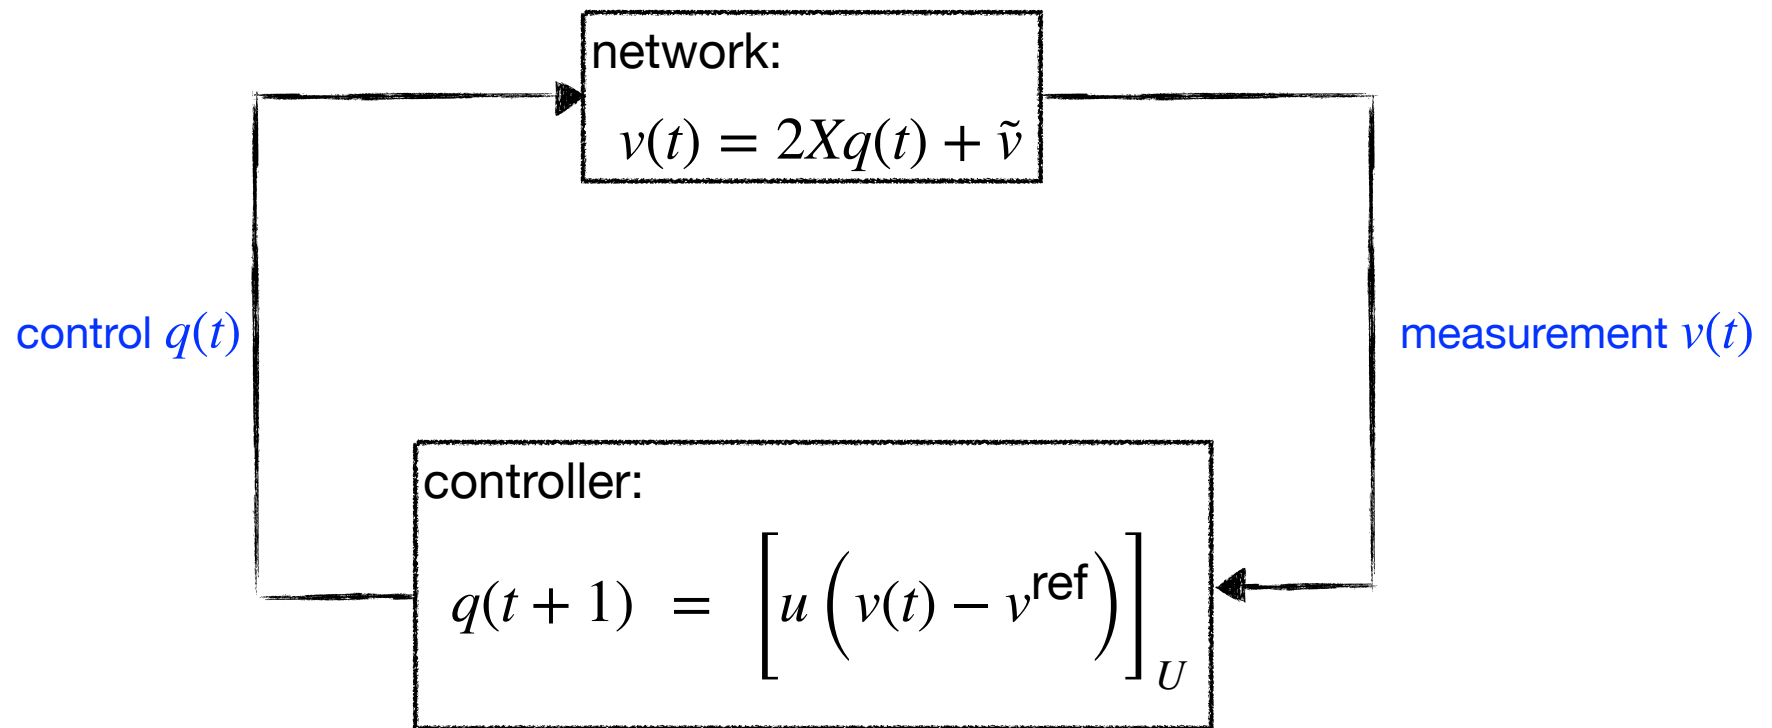 network:
v(t) = 2Xq(t) + ṽ
control q(t)
measurement v(t)
controller:
q(t + 1) = [u (v(t) − v^ref)]_U